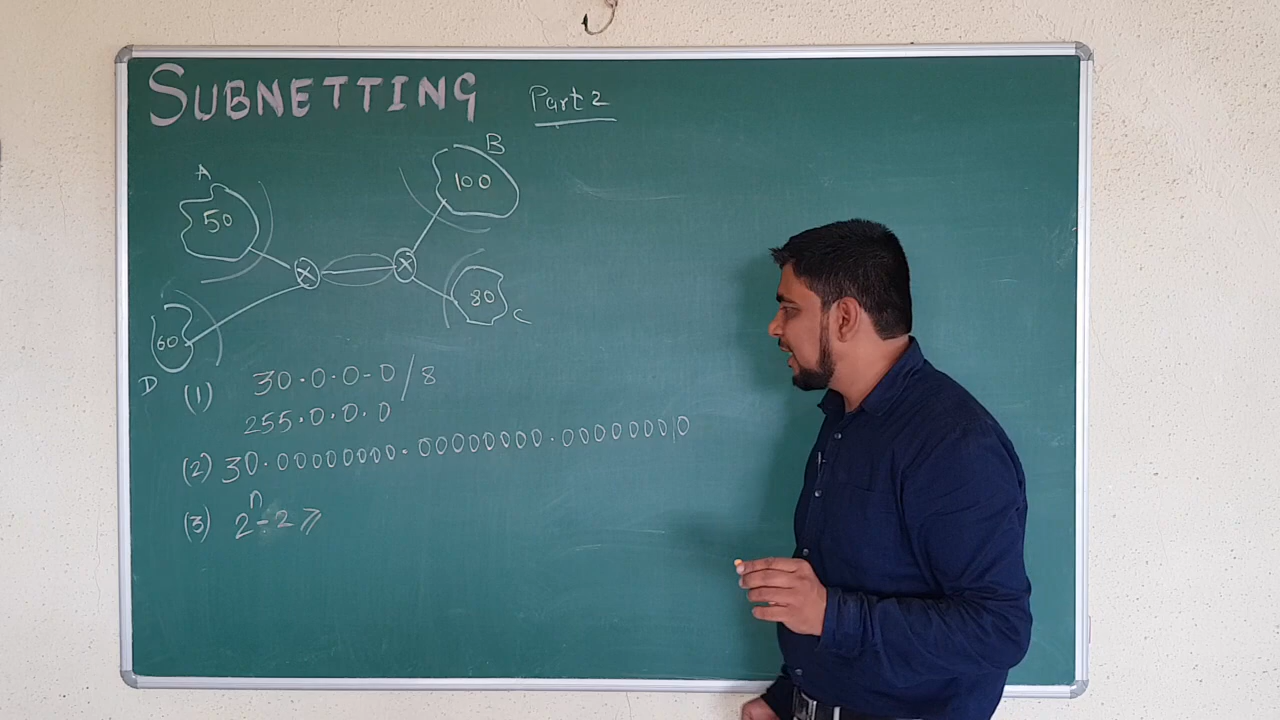 SUBNETTING Part 2
A
50
B
100
X
X
80
C
60
D
(1) 30.0.0.0/8
255.0.0.0
(2) 30.00000000.00000000.000000000
(3) 2ⁿ-2 ⩾